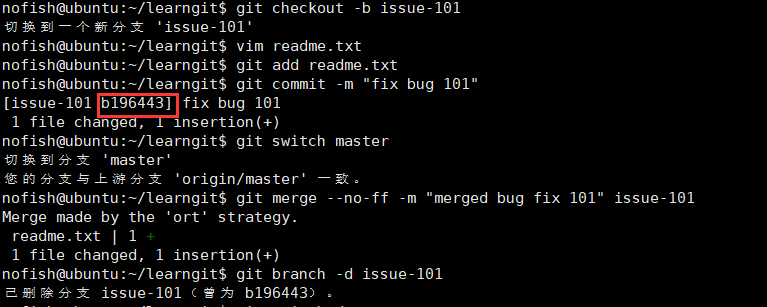 nofish@ubuntu:~/learngit$ git checkout -b issue-101
切换到一个新分支 'issue-101'
nofish@ubuntu:~/learngit$ vim readme.txt
nofish@ubuntu:~/learngit$ git add readme.txt
nofish@ubuntu:~/learngit$ git commit -m "fix bug 101"
[issue-101 b196443] fix bug 101
 1 file changed, 1 insertion(+)
nofish@ubuntu:~/learngit$ git switch master
切换到分支 'master'
您的分支与上游分支 'origin/master' 一致。
nofish@ubuntu:~/learngit$ git merge --no-ff -m "merged bug fix 101" issue-101
Merge made by the 'ort' strategy.
 readme.txt | 1 +
 1 file changed, 1 insertion(+)
nofish@ubuntu:~/learngit$ git branch -d issue-101
已删除分支 issue-101（曾为 b196443）。